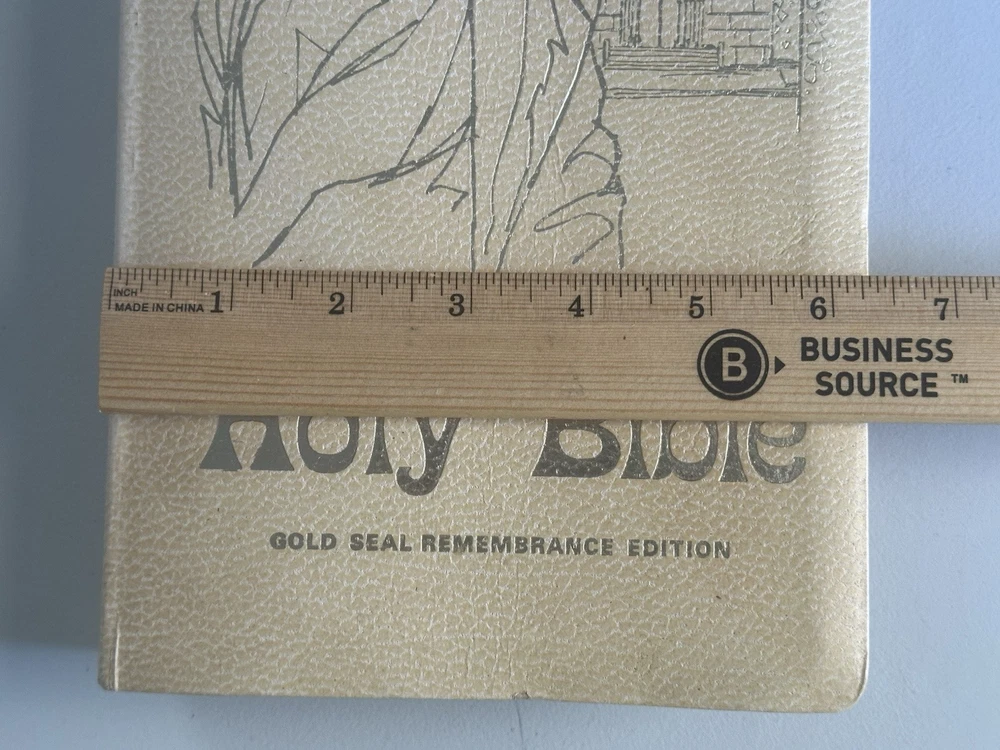 INCH
MADE IN CHINA
1 2 3 4 5 6 7
B BUSINESS
SOURCE ™
Holy Bible
GOLD SEAL REMEMBRANCE EDITION